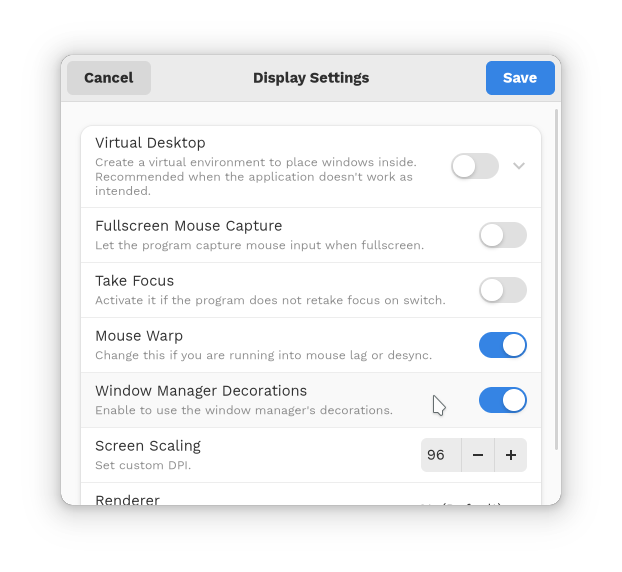 Cancel
Display Settings
Save
Virtual Desktop
Create a virtual environment to place windows inside.
Recommended when the application doesn't work as
intended.
Fullscreen Mouse Capture
Let the program capture mouse input when fullscreen.
Take Focus
Activate it if the program does not retake focus on switch.
Mouse Warp
Change this if you are running into mouse lag or desync.
Window Manager Decorations
Enable to use the window manager's decorations.
Screen Scaling
96
Set custom DPI.
Renderer